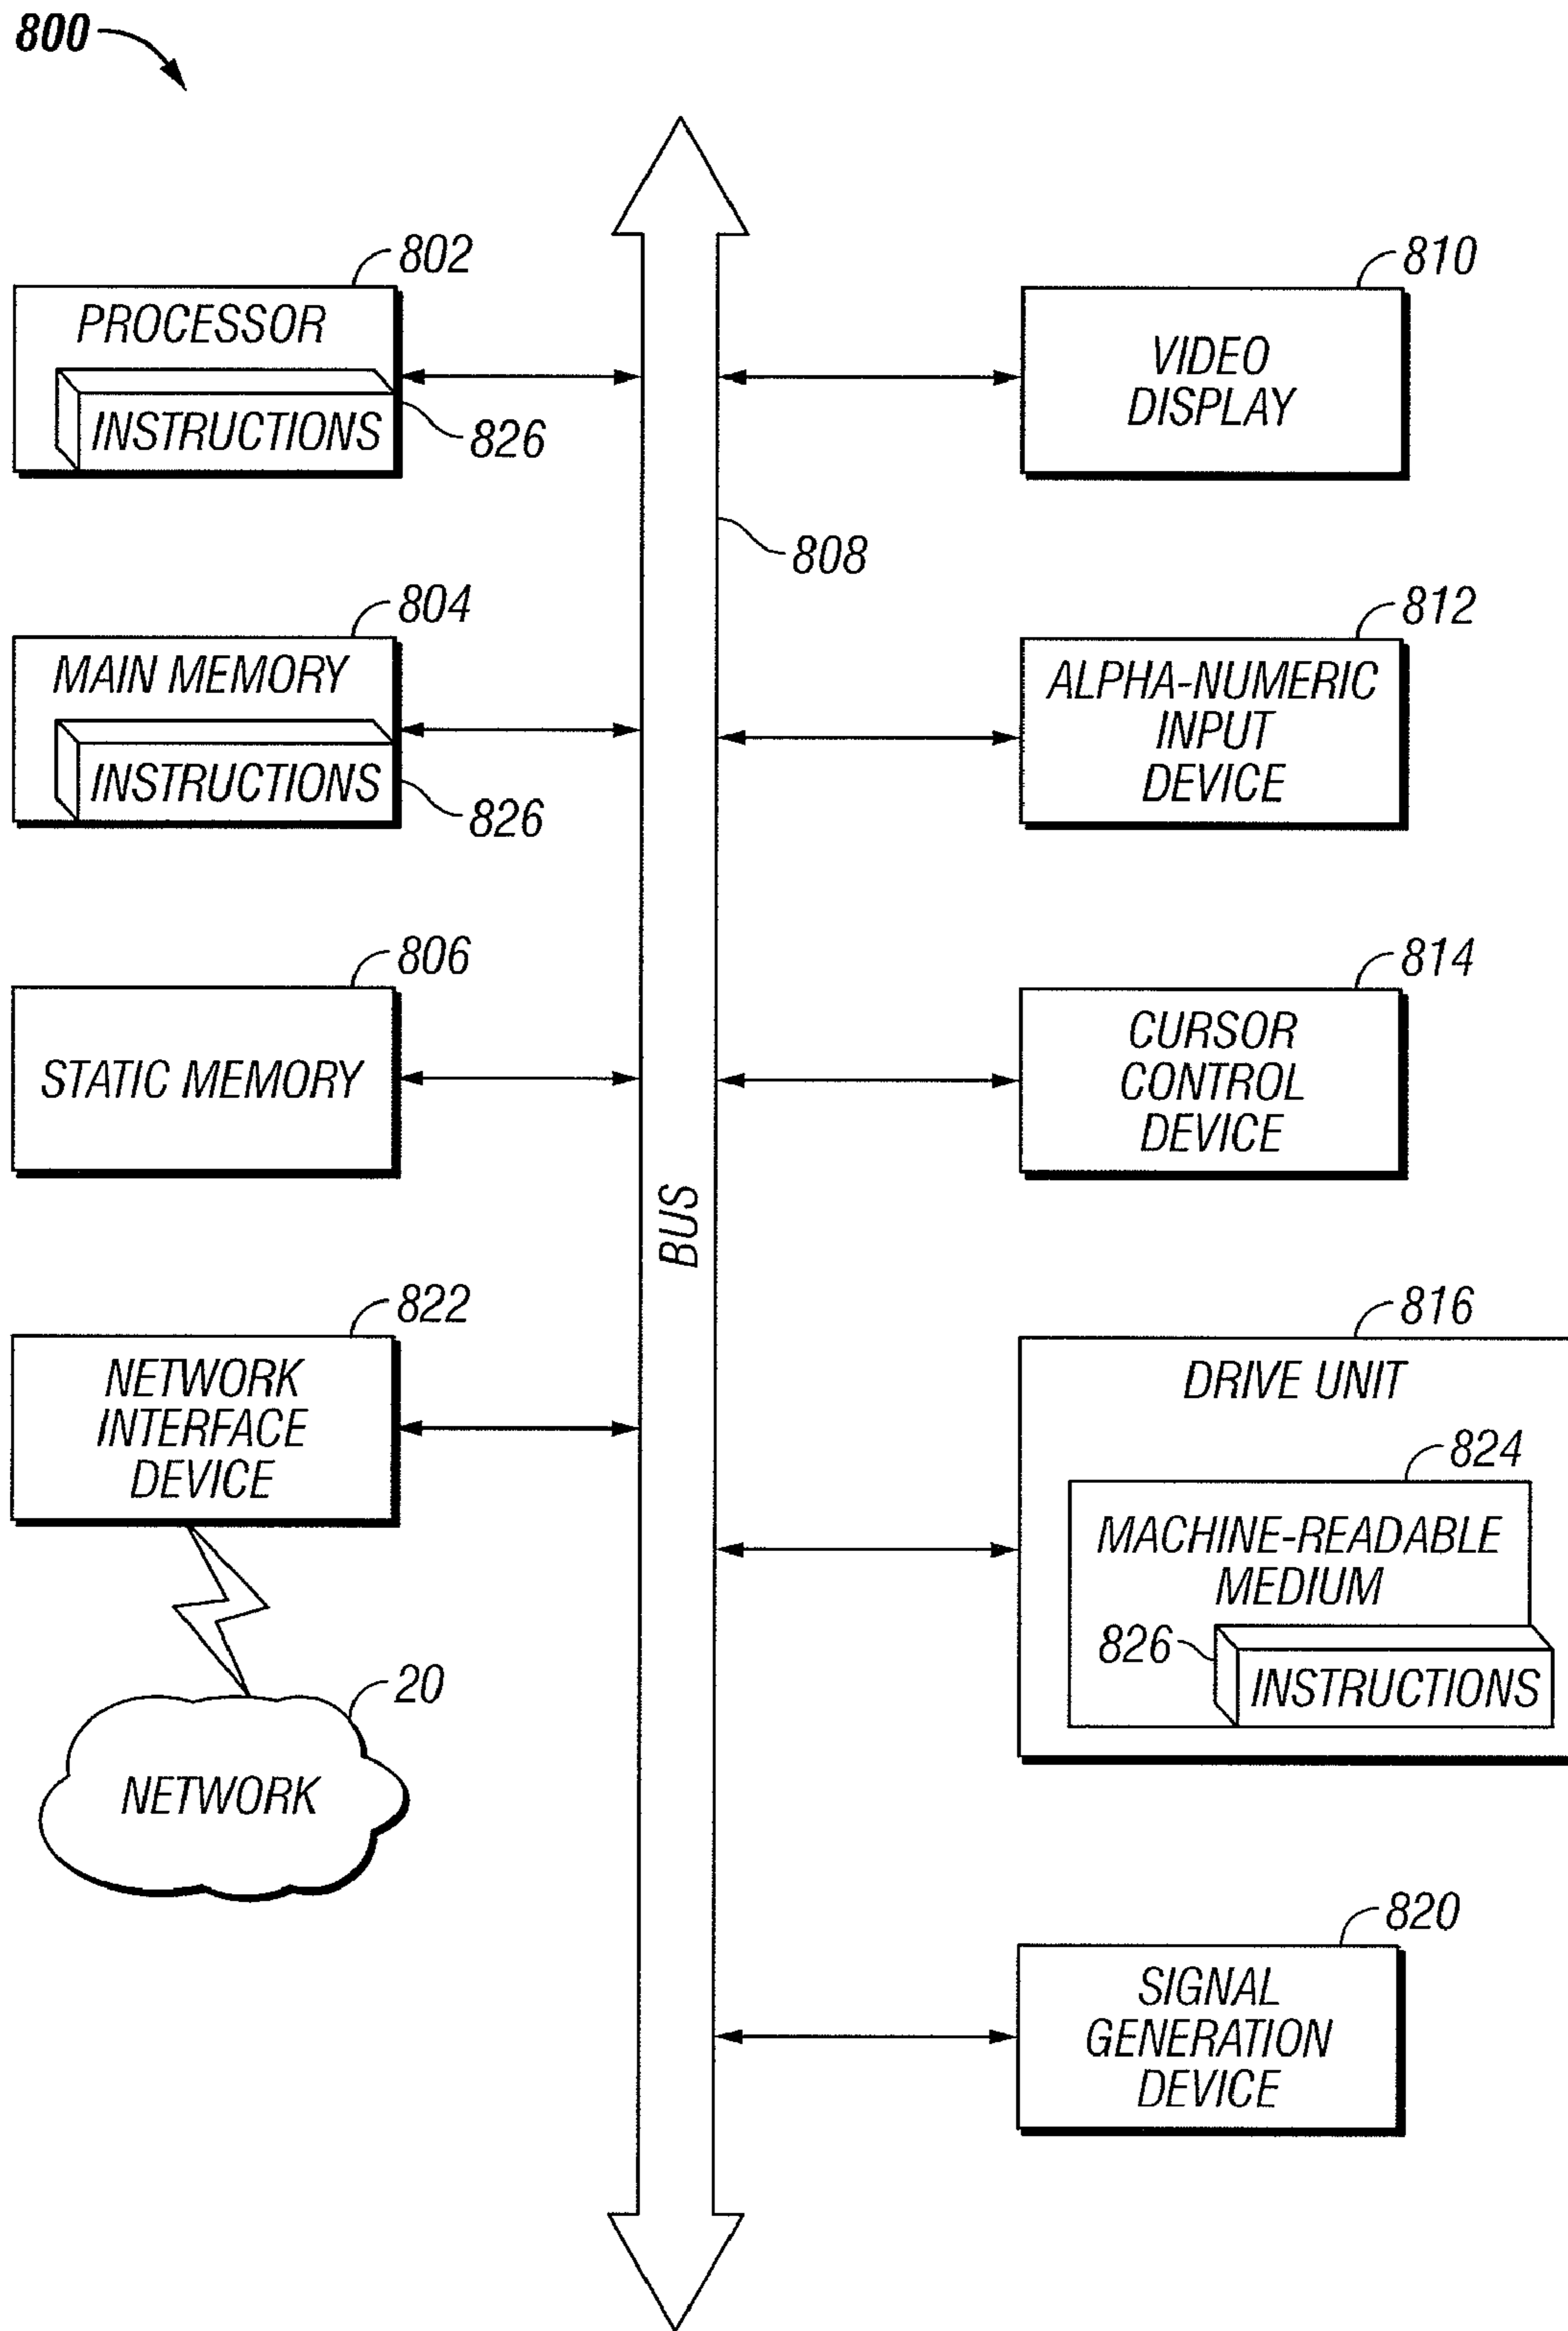 800
802
PROCESSOR
INSTRUCTIONS
826
804
MAIN MEMORY
INSTRUCTIONS
826
806
STATIC MEMORY
822
NETWORK
INTERFACE
DEVICE
20
NETWORK
808
BUS
810
VIDEO
DISPLAY
812
ALPHA-NUMERIC
INPUT
DEVICE
814
CURSOR
CONTROL
DEVICE
816
DRIVE UNIT
824
MACHINE-READABLE
MEDIUM
826
INSTRUCTIONS
820
SIGNAL
GENERATION
DEVICE